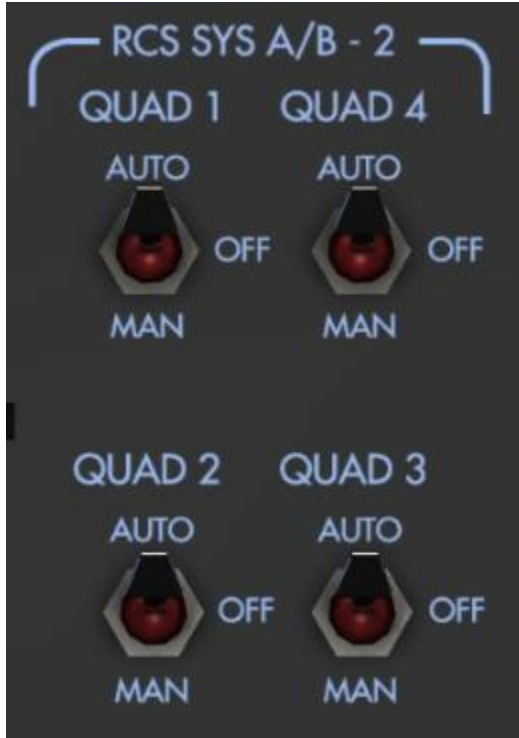 RCS SYS A/B - 2
QUAD 1 QUAD 4
AUTO AUTO
OFF OFF
MAN MAN
QUAD 2 QUAD 3
AUTO AUTO
OFF OFF
MAN MAN